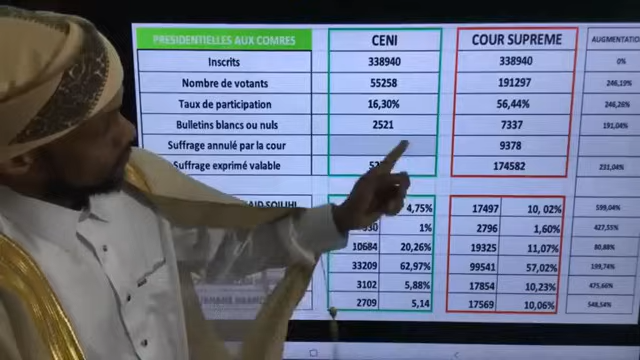 PRESIDENTIELLES AUX COMRES CENI COUR SUPREME AUGMENTATION
Inscrits 338940 338940 0%
Nombre de votants 55258 191297 246,19%
Taux de participation 16,30% 56,44% 246,26%
Bulletins blancs ou nuls 2521 7337 191,04%
Suffrage annulé par la cour 9378
Suffrage exprimé valable 174582 231,04%
SOILIHI 4,75% 17497 10, 02% 599,04%
1% 2796 1,60% 427,55%
10684 20,26% 19325 11,07% 80,88%
33209 62,97% 99541 57,02% 199,74%
3102 5,88% 17854 10,23% 475,66%
2709 5,14 17569 10,06% 548,54%